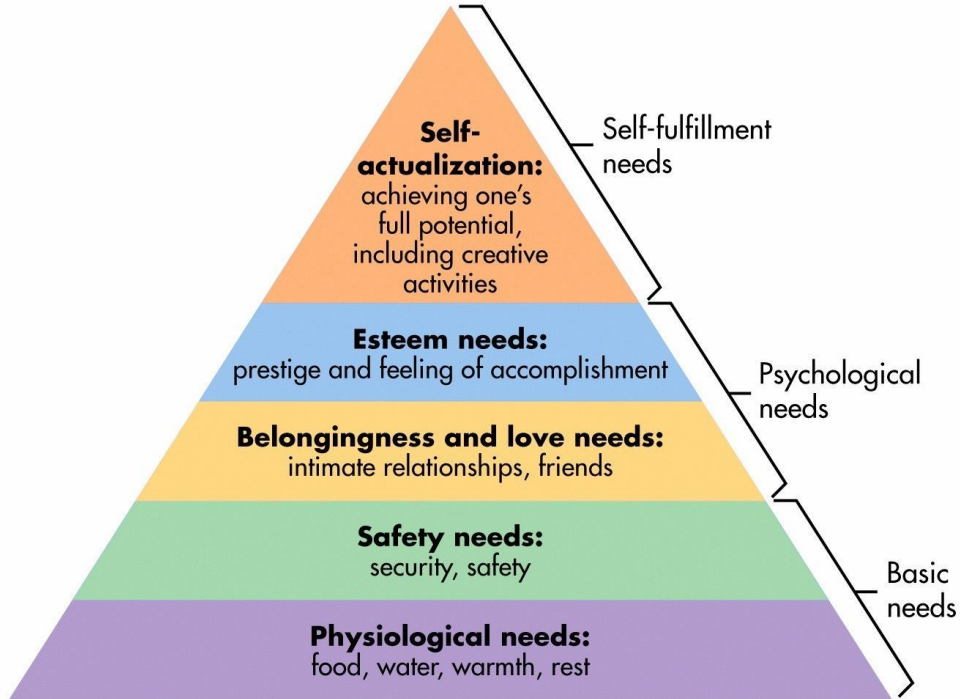 Self-
actualization:
achieving one's
full potential,
including creative
activities
Self-fulfillment
needs
Esteem needs:
prestige and feeling of accomplishment
Psychological
needs
Belongingness and love needs:
intimate relationships, friends
Safety needs:
security, safety
Basic
needs
Physiological needs:
food, water, warmth, rest